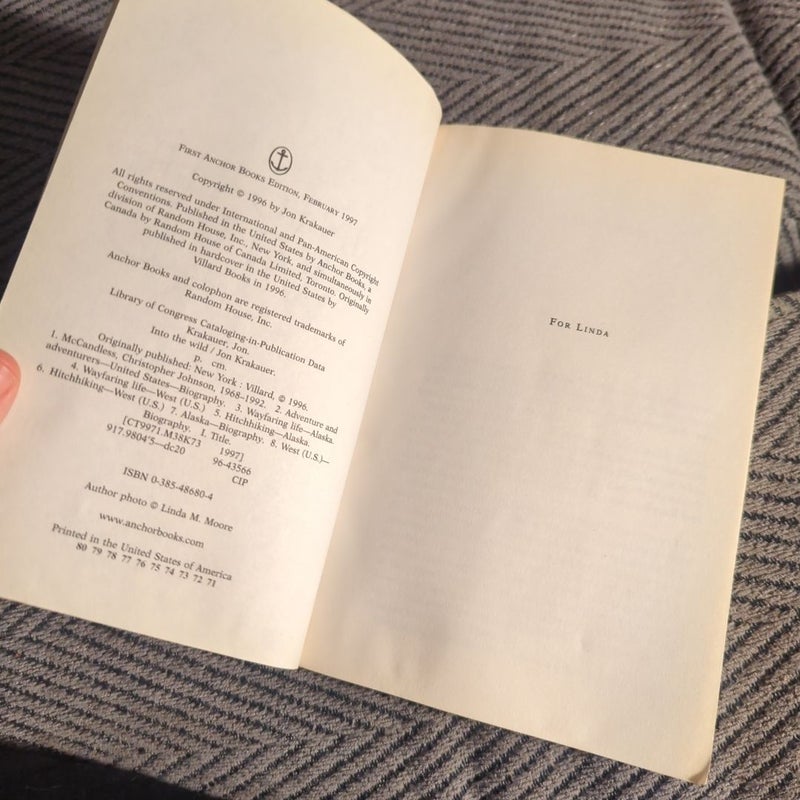 First Anchor Books Edition, February 1997
Copyright © 1996 by Jon Krakauer
All rights reserved under International and Pan-American Copyright
Conventions. Published in the United States by Anchor Books, a
division of Random House, Inc., New York, and simultaneously in
Canada by Random House of Canada Limited, Toronto. Originally
published in hardcover in the United States by
Villard Books in 1996.
Anchor Books and colophon are registered trademarks of
Random House, Inc.
Library of Congress Cataloging-in-Publication Data
Krakauer, Jon.
Into the wild / Jon Krakauer.
p. cm.
Originally published: New York : Villard, © 1996.
1. McCandless, Christopher Johnson, 1968–1992. 2. Adventure and
adventurers—United States—Biography. 3. Wayfaring life—Alaska.
4. Wayfaring life—West (U.S.) 5. Hitchhiking—Alaska.
6. Hitchhiking—West (U.S.) 7. Alaska—Biography. 8. West (U.S.)—
Biography. I. Title.
[CT9971.M38K73 1997]
917.9804'5—dc20 96-43566
CIP
ISBN 0-385-48680-4
Author photo © Linda M. Moore
www.anchorbooks.com
Printed in the United States of America
80 79 78 77 76 75 74 73 72 71
For Linda